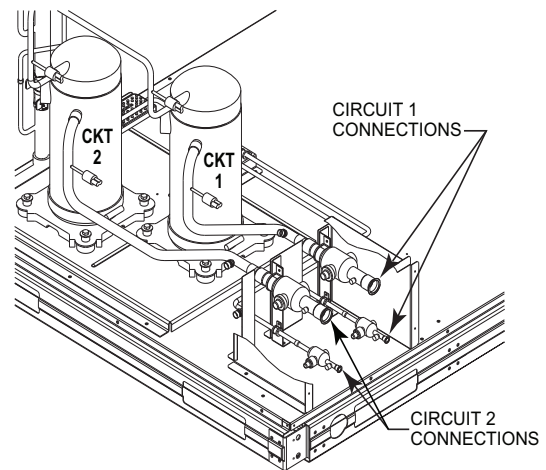 CIRCUIT 1
CONNECTIONS
CKT
2
CKT
1
CIRCUIT 2
CONNECTIONS